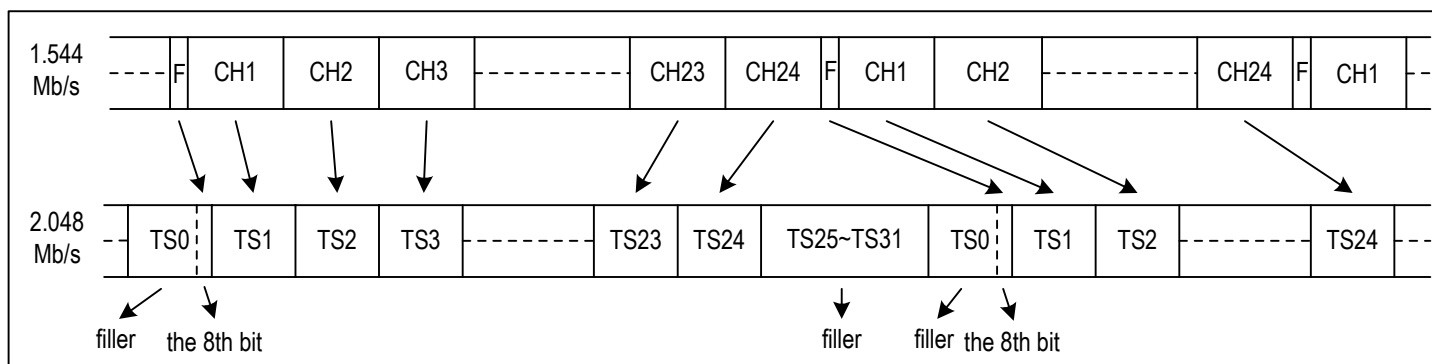 1.544
Mb/s
F CH1 CH2 CH3 CH23 CH24 F CH1 CH2 CH24 F CH1
2.048
Mb/s
TS0 TS1 TS2 TS3 TS23 TS24 TS25~TS31 TS0 TS1 TS2 TS24
filler the 8th bit filler filler the 8th bit